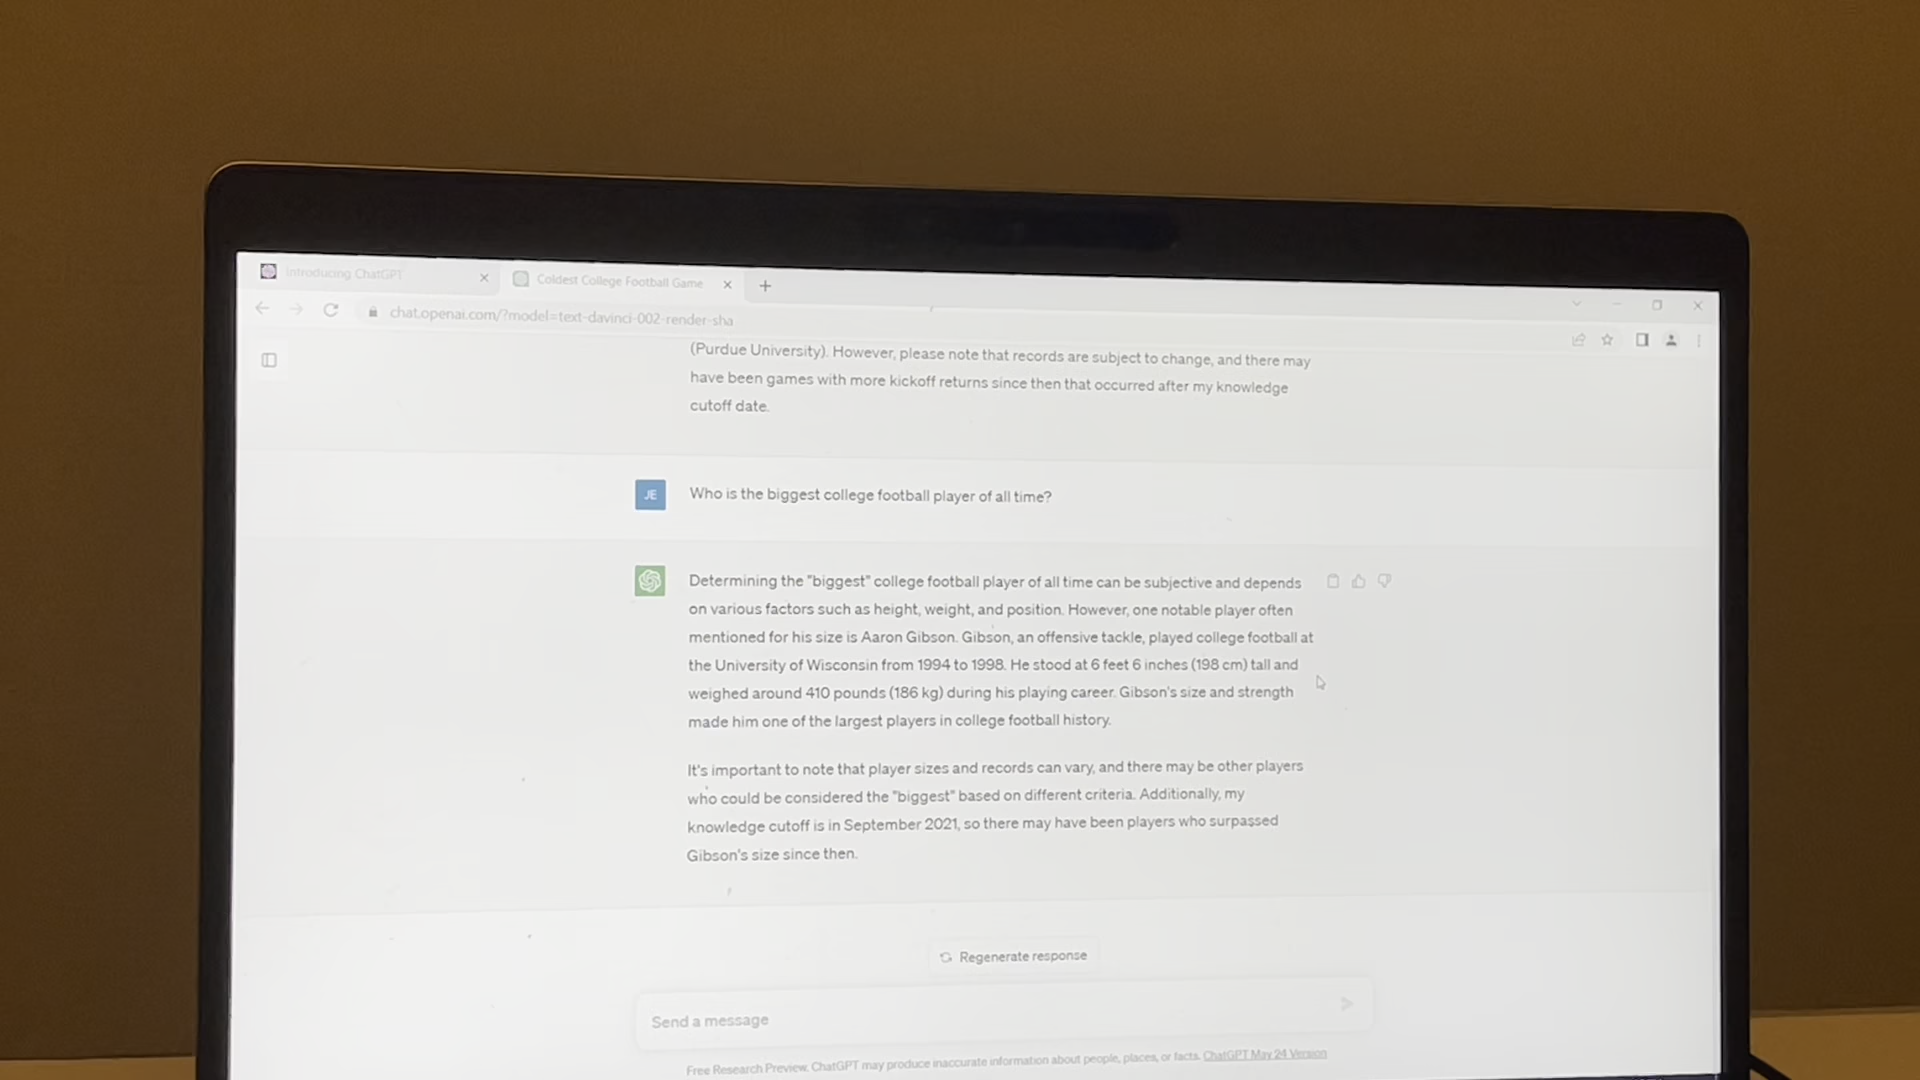 Introducing ChatGPT
Coldest College Football Game
chat.openai.com/?model=text-davinci-002-render-sha
(Purdue University). However, please note that records are subject to change, and there may
have been games with more kickoff returns since then that occurred after my knowledge
cutoff date.
JE
Who is the biggest college football player of all time?
Determining the "biggest" college football player of all time can be subjective and depends
on various factors such as height, weight, and position. However, one notable player often
mentioned for his size is Aaron Gibson. Gibson, an offensive tackle, played college football at
the University of Wisconsin from 1994 to 1998. He stood at 6 feet 6 inches (198 cm) tall and
weighed around 410 pounds (186 kg) during his playing career. Gibson's size and strength
made him one of the largest players in college football history.
It's important to note that player sizes and records can vary, and there may be other players
who could be considered the "biggest" based on different criteria. Additionally, my
knowledge cutoff is in September 2021, so there may have been players who surpassed
Gibson's size since then.
Regenerate response
Send a message
Free Research Preview. ChatGPT may produce inaccurate information about people, places, or facts. ChatGPT May 24 Version